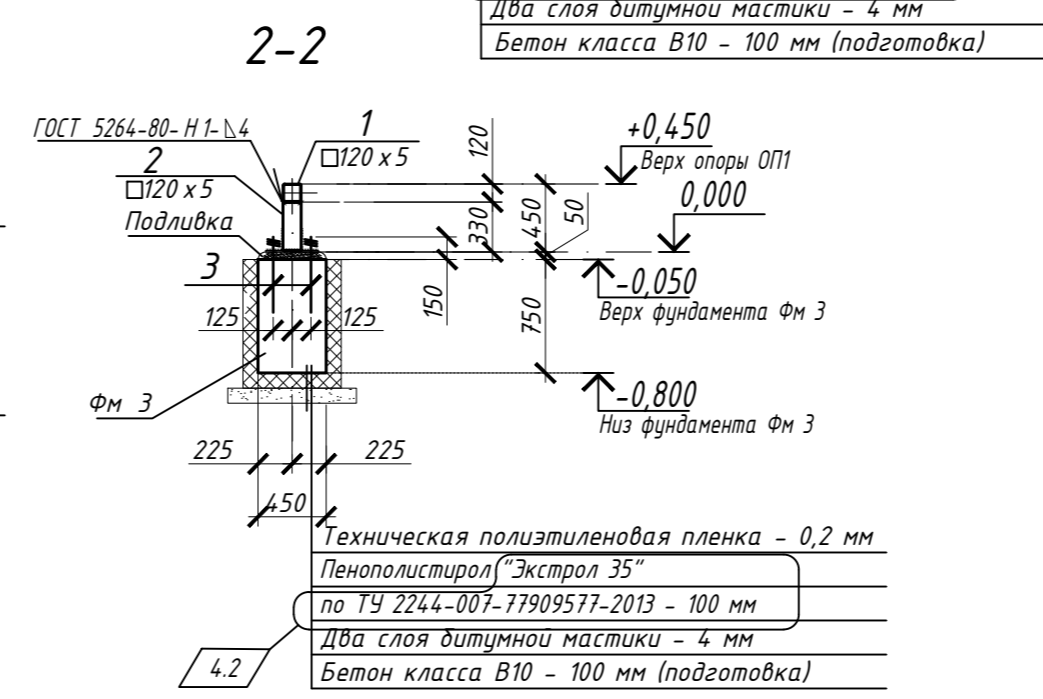 Два слоя битумной мастики - 4 мм
Бетон класса В10 - 100 мм (подготовка)
2-2
ГОСТ 5264-80-Н1-◺4
1
□120 x 5
2
□120 x 5
Подливка
3
125
125
Фм 3
225
225
450
120
330
450
50
150
750
+0,450
Верх опоры ОП1
0,000
-0,050
Верх фундамента Фм 3
-0,800
Низ фундамента Фм 3
Техническая полиэтиленовая пленка - 0,2 мм
Пенополистирол "Экстрол 35"
по ТУ 2244-007-77909577-2013 - 100 мм
Два слоя битумной мастики - 4 мм
Бетон класса В10 - 100 мм (подготовка)
4.2